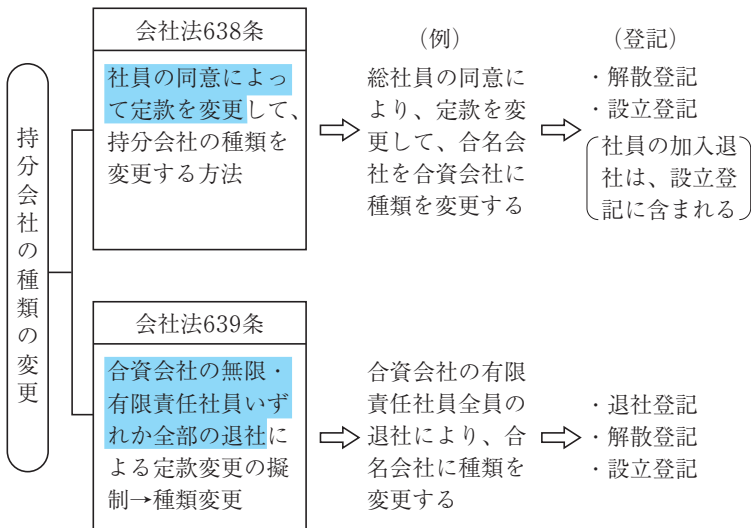 持分会社の種類の変更
会社法638条
社員の同意によっ
て定款を変更して、
持分会社の種類を
変更する方法
（例）
総社員の同意に
より、定款を変
更して、合名会
社を合資会社に
種類を変更する
（登記）
・解散登記
・設立登記
社員の加入退
社は、設立登
記に含まれる
会社法639条
合資会社の無限・
有限責任社員いず
れか全部の退社に
よる定款変更の擬
制→種類変更
合資会社の有限
責任社員全員の
退社により、合
名会社に種類を
変更する
・退社登記
・解散登記
・設立登記